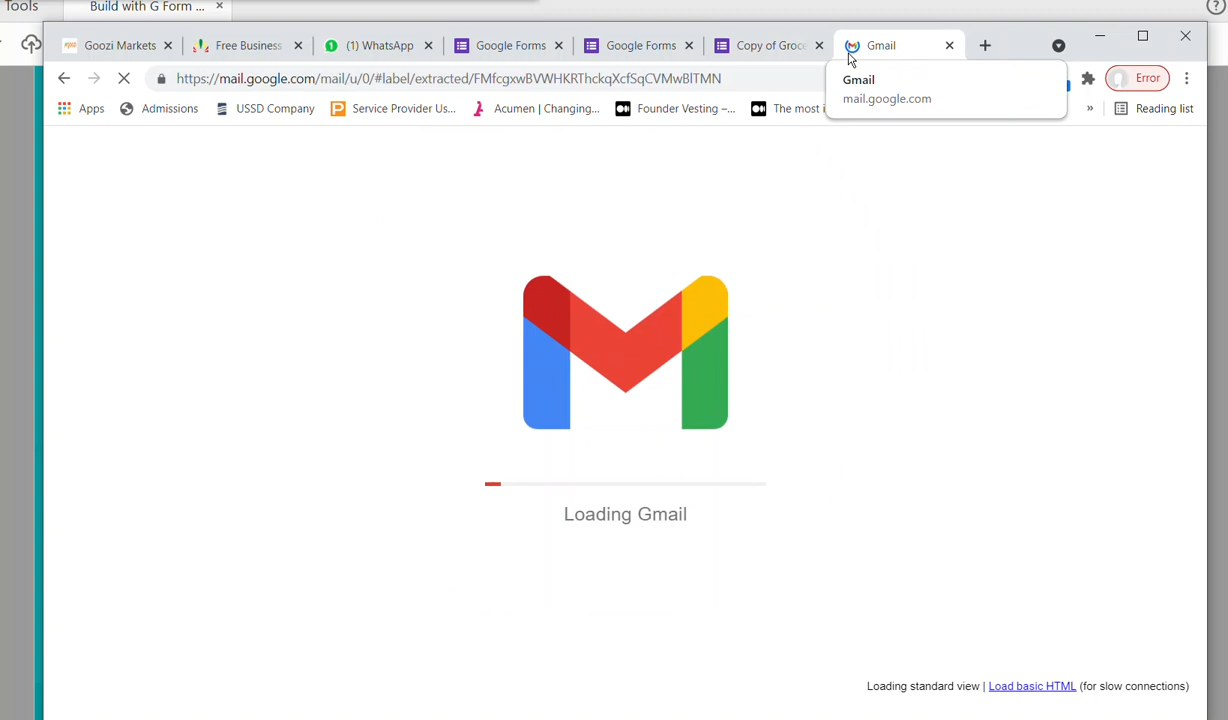 Tools
Build with G Form ...
Goozi Markets
Free Business
(1) WhatsApp
Google Forms
Google Forms
Copy of Groce
Gmail
https://mail.google.com/mail/u/0/#label/extracted/FMfcgxwBVWHKRThckqXcfSqCVMwBlTMN
Gmail
mail.google.com
Error
Apps
Admissions
USSD Company
Service Provider Us...
Acumen | Changing...
Founder Vesting –...
The most i
»
Reading list
Loading Gmail
Loading standard view | Load basic HTML (for slow connections)